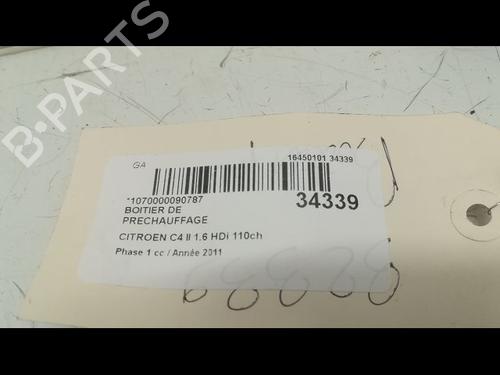 B-PARTS
GA
16450101 34339
*1070000090787
34339
BOITIER DE
PRECHAUFFAGE
CITROEN C4 II 1.6 HDi 110ch
Phase 1 cc / Année 2011